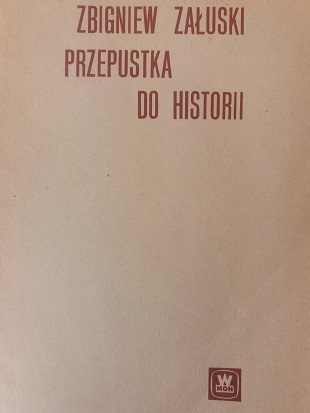 ZBIGNIEW ZAŁUSKI
PRZEPUSTKA
DO HISTORII
W
MON